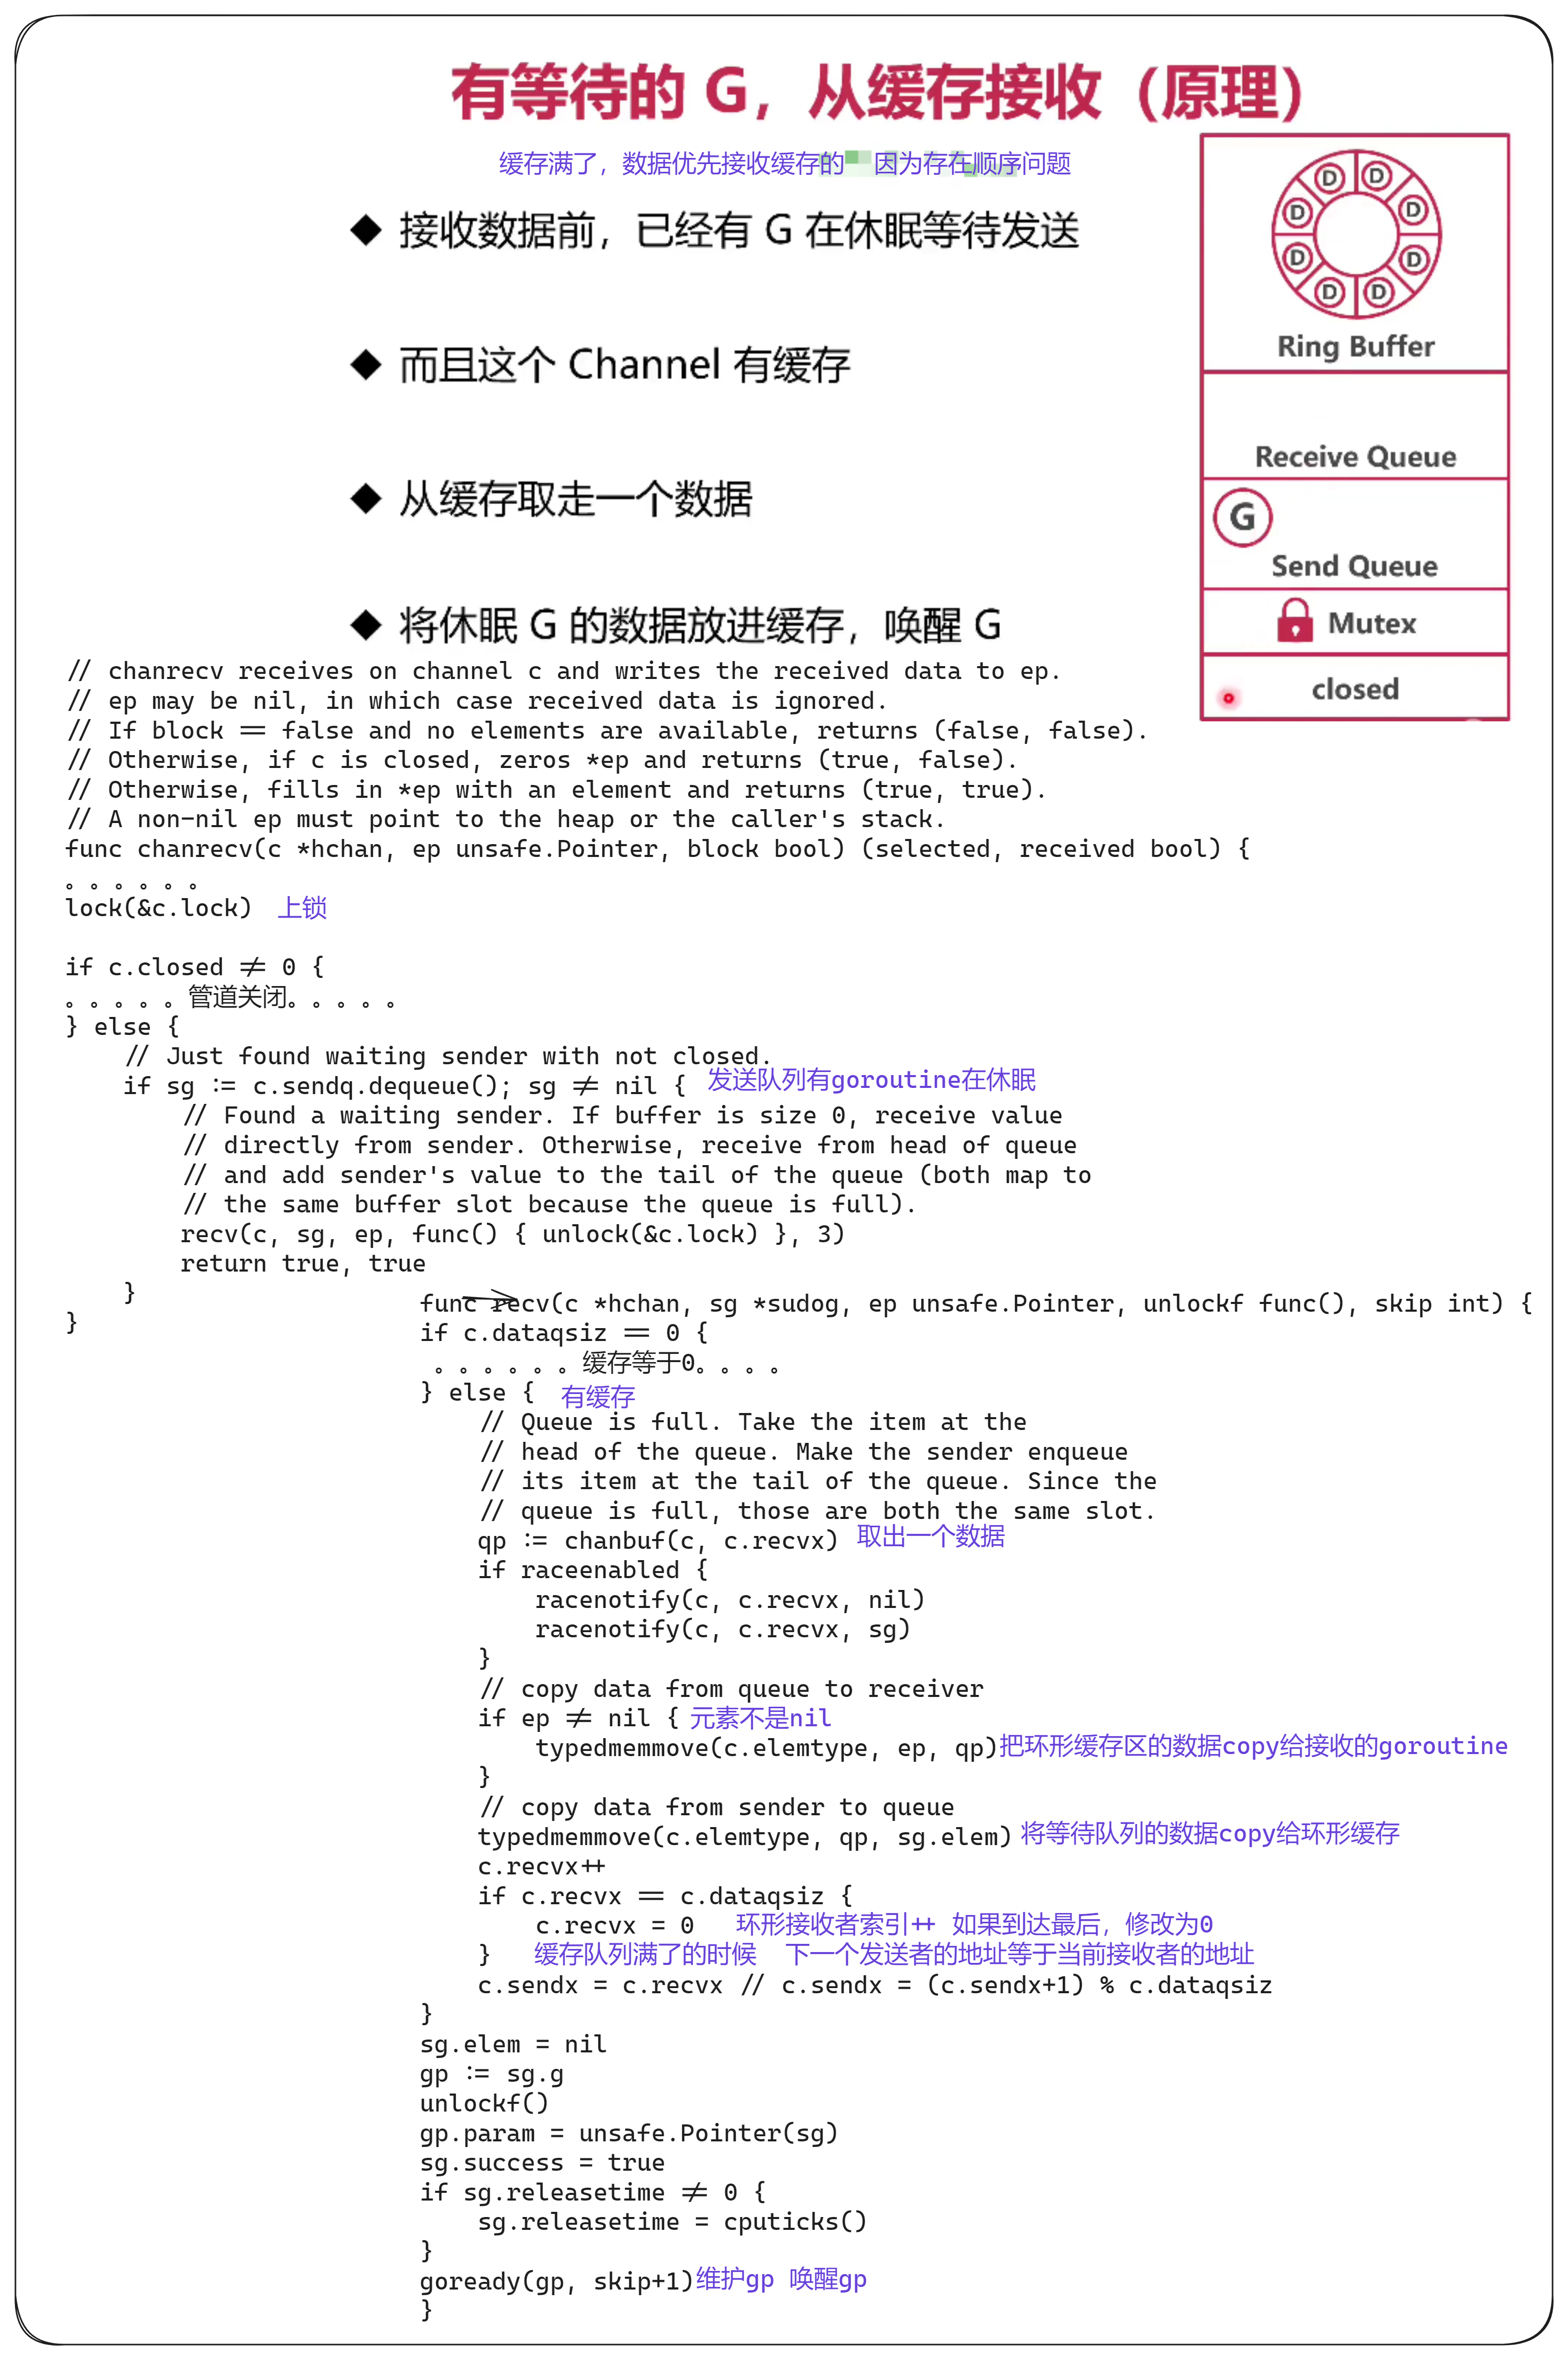 有等待的 G，从缓存接收（原理）
缓存满了，数据优先接收缓存的 因为存在顺序问题
◆ 接收数据前，已经有 G 在休眠等待发送
◆ 而且这个 Channel 有缓存
◆ 从缓存取走一个数据
◆ 将休眠 G 的数据放进缓存，唤醒 G
D D D D D D D D
Ring Buffer
Receive Queue
G
Send Queue
Mutex
closed
// chanrecv receives on channel c and writes the received data to ep.
// ep may be nil, in which case received data is ignored.
// If block == false and no elements are available, returns (false, false).
// Otherwise, if c is closed, zeros *ep and returns (true, false).
// Otherwise, fills in *ep with an element and returns (true, true).
// A non-nil ep must point to the heap or the caller's stack.
func chanrecv(c *hchan, ep unsafe.Pointer, block bool) (selected, received bool) {
。。。。。。
lock(&c.lock) 上锁
if c.closed != 0 {
。。。。。管道关闭。。。。。
} else {
// Just found waiting sender with not closed.
if sg := c.sendq.dequeue(); sg != nil { 发送队列有goroutine在休眠
// Found a waiting sender. If buffer is size 0, receive value
// directly from sender. Otherwise, receive from head of queue
// and add sender's value to the tail of the queue (both map to
// the same buffer slot because the queue is full).
recv(c, sg, ep, func() { unlock(&c.lock) }, 3)
return true, true
}
}
func recv(c *hchan, sg *sudog, ep unsafe.Pointer, unlockf func(), skip int) {
if c.dataqsiz == 0 {
。。。。。。缓存等于0。。。。
} else { 有缓存
// Queue is full. Take the item at the
// head of the queue. Make the sender enqueue
// its item at the tail of the queue. Since the
// queue is full, those are both the same slot.
qp := chanbuf(c, c.recvx) 取出一个数据
if raceenabled {
racenotify(c, c.recvx, nil)
racenotify(c, c.recvx, sg)
}
// copy data from queue to receiver
if ep != nil { 元素不是nil
typedmemmove(c.elemtype, ep, qp)把环形缓存区的数据copy给接收的goroutine
}
// copy data from sender to queue
typedmemmove(c.elemtype, qp, sg.elem) 将等待队列的数据copy给环形缓存
c.recvx++
if c.recvx == c.dataqsiz {
c.recvx = 0 环形接收者索引++ 如果到达最后，修改为0
} 缓存队列满了的时候 下一个发送者的地址等于当前接收者的地址
c.sendx = c.recvx // c.sendx = (c.sendx+1) % c.dataqsiz
}
sg.elem = nil
gp := sg.g
unlockf()
gp.param = unsafe.Pointer(sg)
sg.success = true
if sg.releasetime != 0 {
sg.releasetime = cputicks()
}
goready(gp, skip+1)维护gp 唤醒gp
}